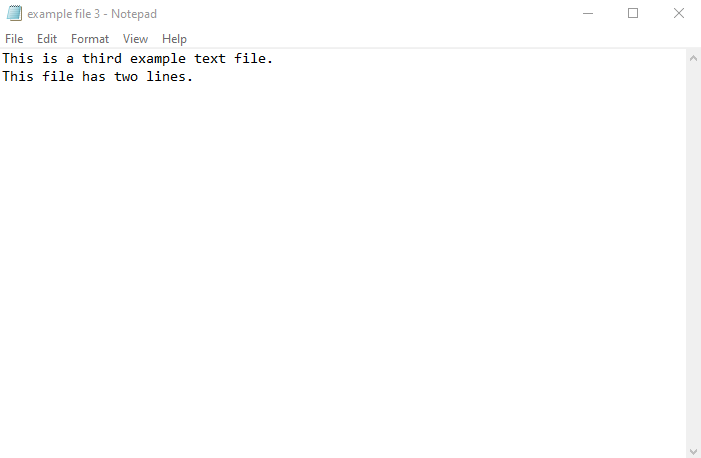 example file 3 - Notepad
File Edit Format View Help
This is a third example text file.
This file has two lines.